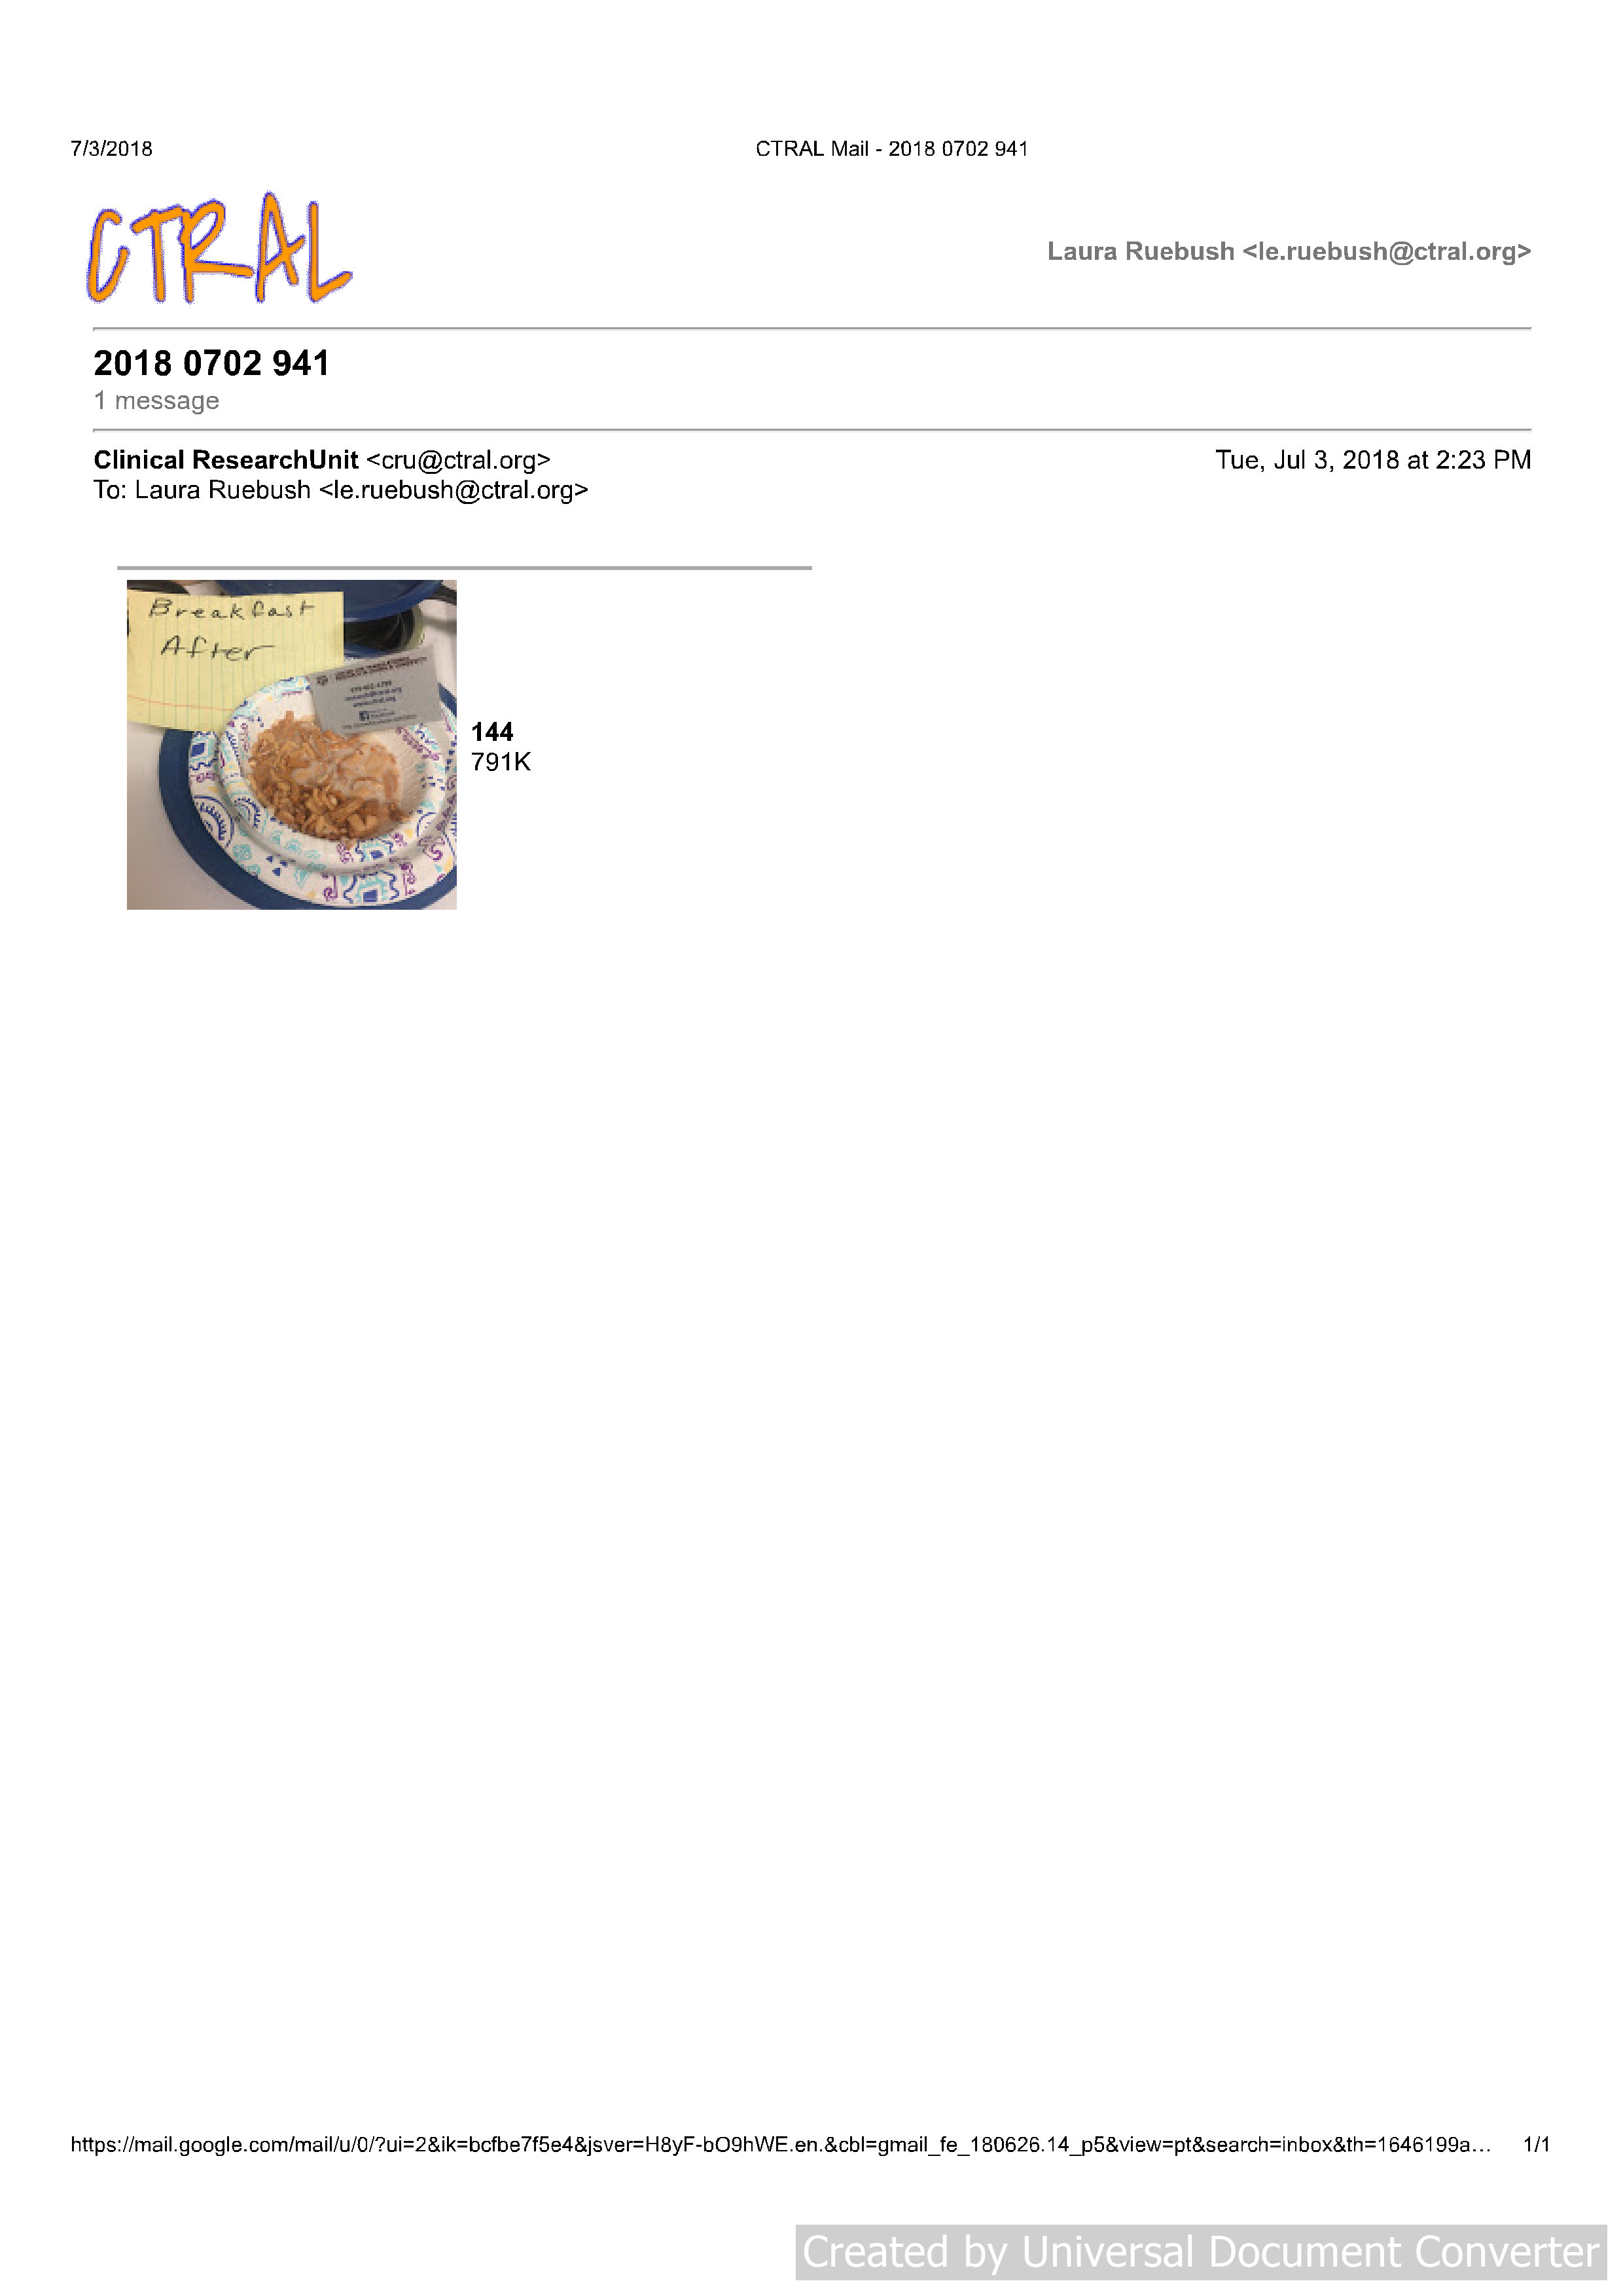 7/3/2018
CTRAL Mail - 2018 0702 941
CTRAL
Laura Ruebush <le.ruebush@ctral.org>
2018 0702 941
1 message
Clinical ResearchUnit <cru@ctral.org>
Tue, Jul 3, 2018 at 2:23 PM
To: Laura Ruebush <le.ruebush@ctral.org>
Breakfast
After
144
791K
https://mail.google.com/mail/u/0/?ui=2&ik=bcfbe7f5e4&jsver=H8yF-bO9hWE.en.&cbl=gmail_fe_180626.14_p5&view=pt&search=inbox&th=1646199a...
1/1
Created by Universal Document Converter